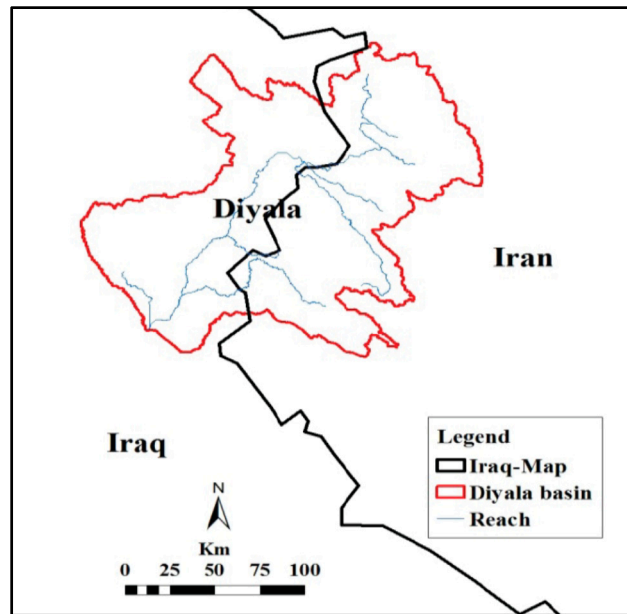 Diyala
Iran
Iraq
Legend
Iraq-Map
Diyala basin
Reach
N
Km
0 25 50 75 100